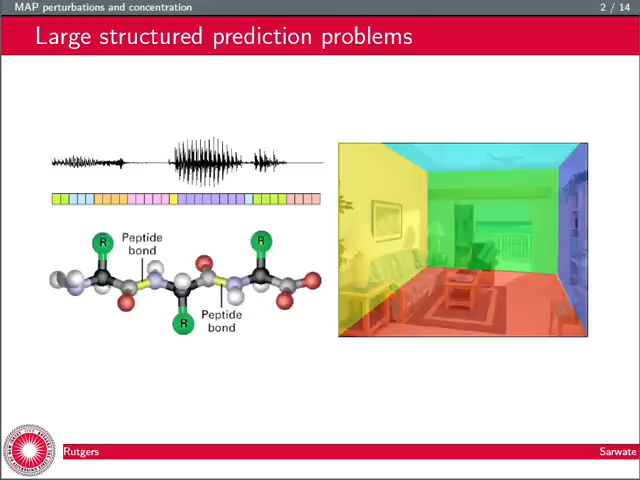 MAP perturbations and concentration
2 / 14
Large structured prediction problems
Peptide
bond
R
R
R
Peptide
bond
Rutgers
Sarwate